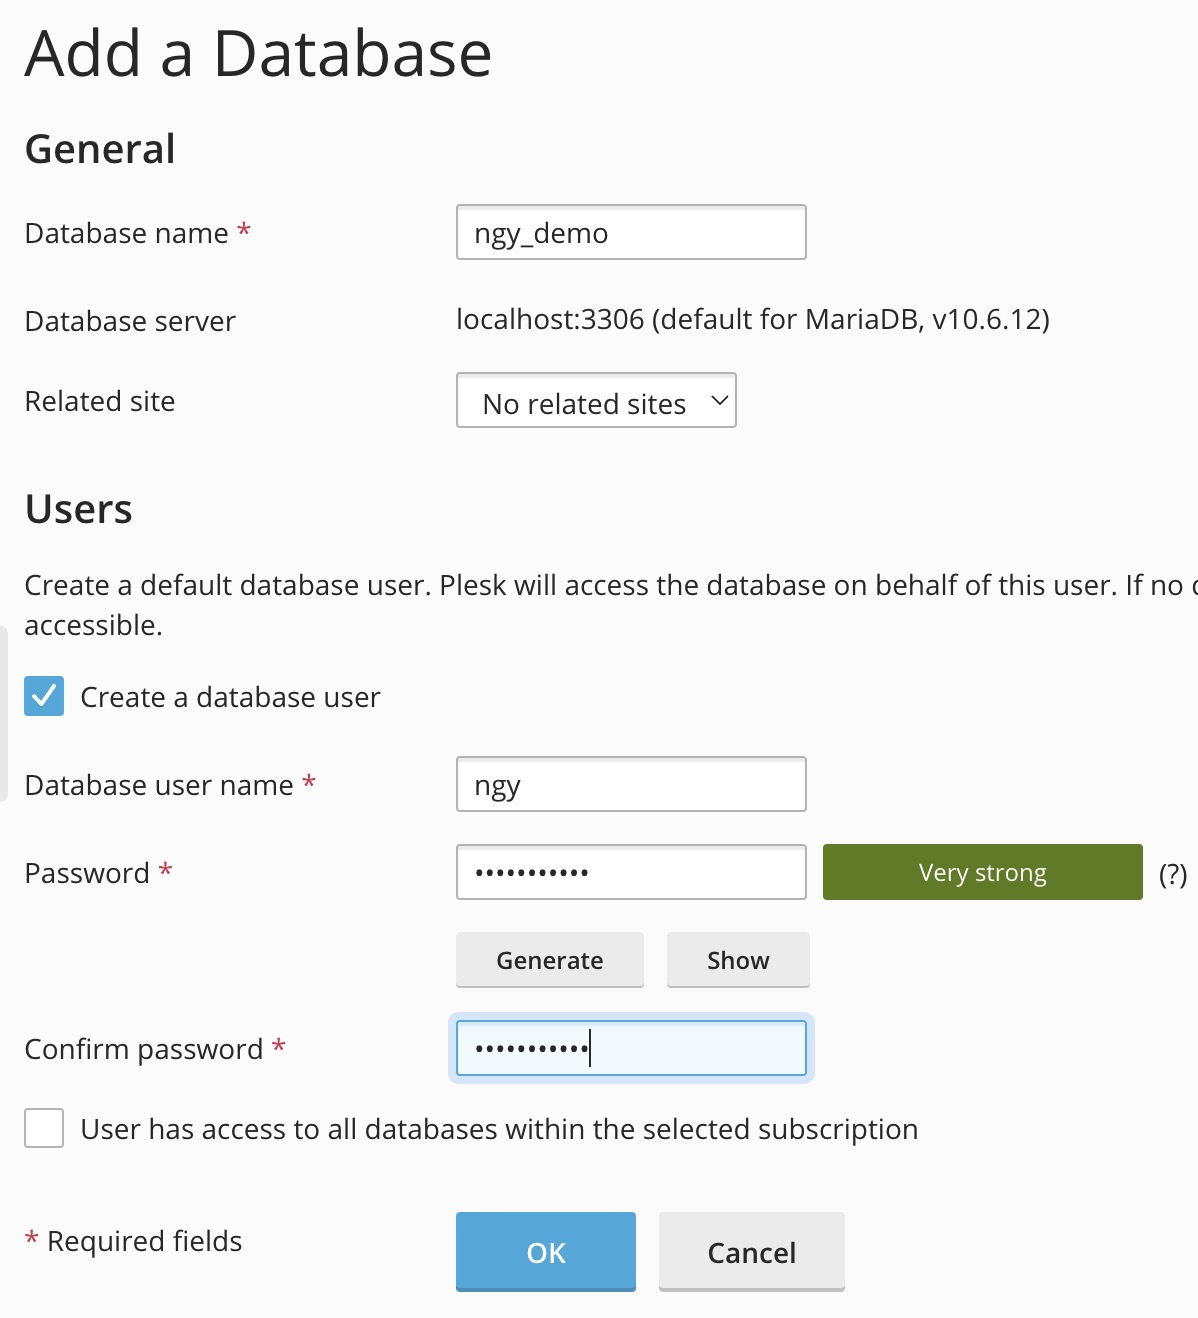 Add a Database
General
Database name *
ngy_demo
Database server
localhost:3306 (default for MariaDB, v10.6.12)
Related site
No related sites
Users
Create a default database user. Plesk will access the database on behalf of this user. If no
accessible.
Create a database user
Database user name *
ngy
Password *
•••••••••••
Very strong
(?)
Generate
Show
Confirm password *
•••••••••••
User has access to all databases within the selected subscription
* Required fields
OK
Cancel